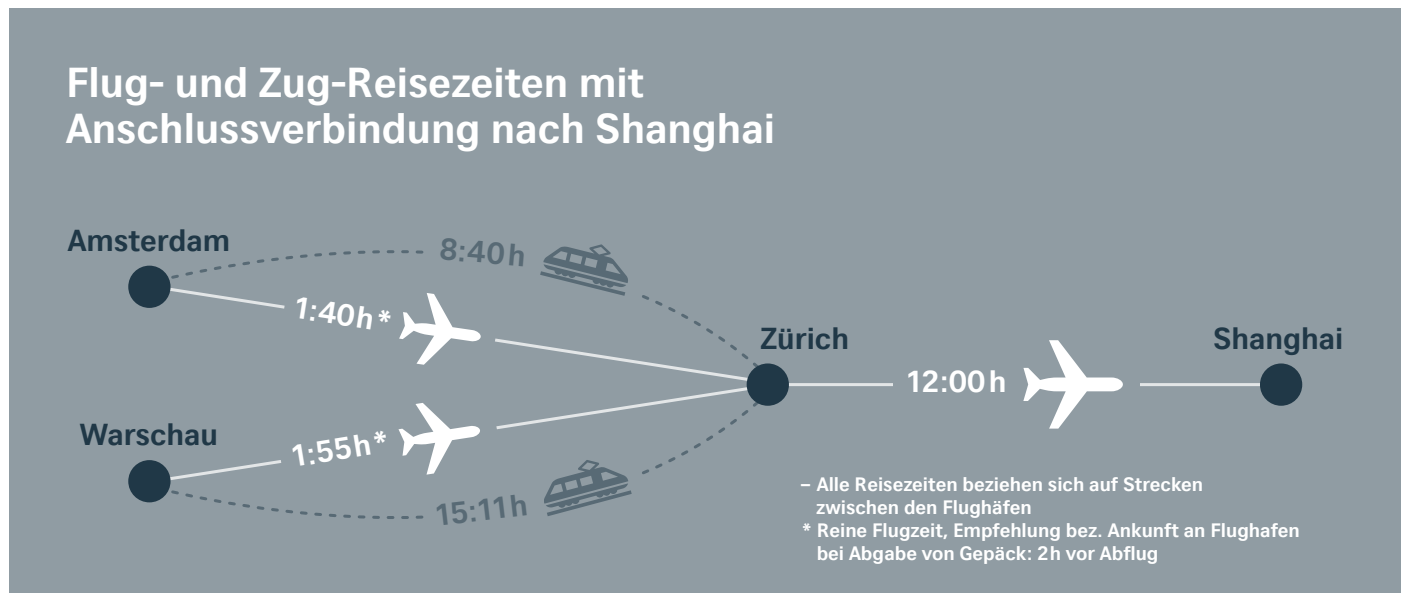 Flug- und Zug-Reisezeiten mit
Anschlussverbindung nach Shanghai
Amsterdam
8:40h
1:40h*
Zürich
12:00h
Shanghai
Warschau
1:55h*
15:11h
– Alle Reisezeiten beziehen sich auf Strecken
zwischen den Flughäfen
* Reine Flugzeit, Empfehlung bez. Ankunft an Flughafen
bei Abgabe von Gepäck: 2h vor Abflug